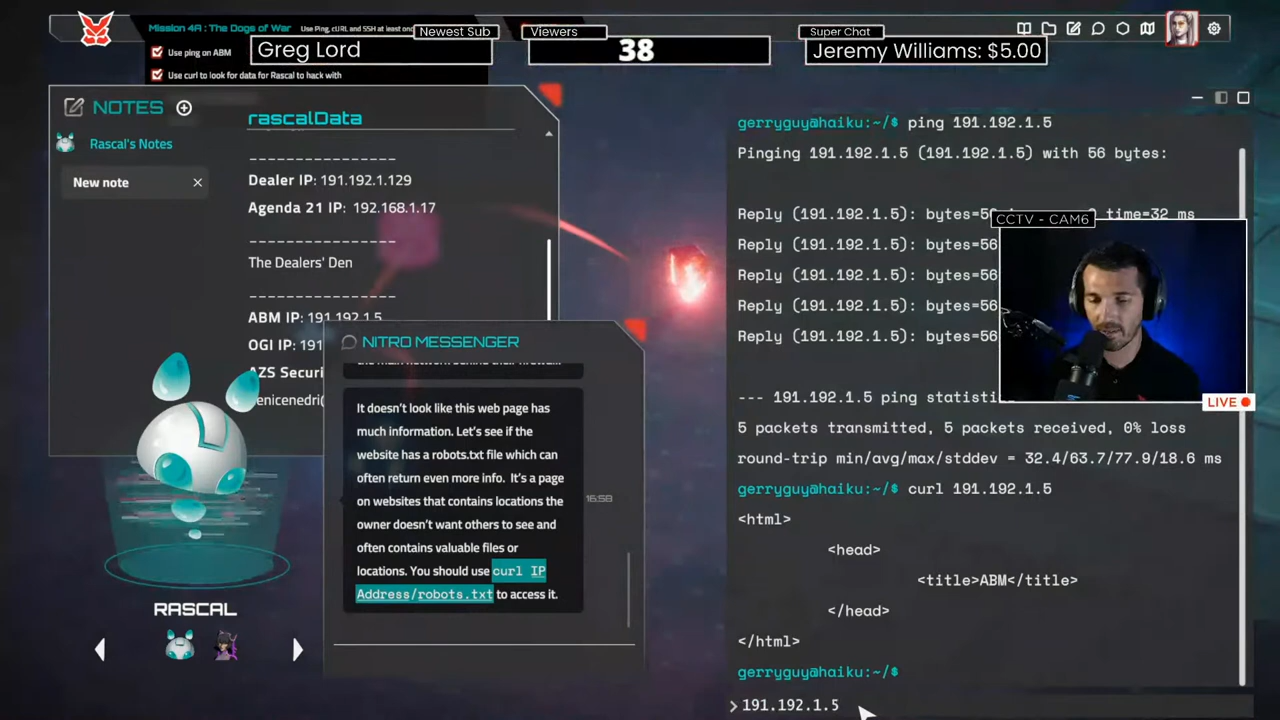 Mission 4A : The Dogs of War
Use Ping, cURL and SSH at least onc
Use ping on ABM
Use curl to look for data for Rascal to hack with
Newest Sub
Greg Lord
Viewers
38
Super Chat
Jeremy Williams: $5.00
NOTES
Rascal's Notes
New note
rascalData
________________
Dealer IP: 191.192.1.129
Agenda 21 IP: 192.168.1.17
________________
The Dealers' Den
________________
ABM IP: 191.192.1.5
OGI IP: 191
AZS Securi
enicenedri(
NITRO MESSENGER
It doesn't look like this web page has
much information. Let's see if the
website has a robots.txt file which can
often return even more info. It's a page
on websites that contains locations the
owner doesn't want others to see and
often contains valuable files or
locations. You should use curl IP
Address/robots.txt to access it.
16:58
RASCAL
gerryguy@haiku:~/$ ping 191.192.1.5
Pinging 191.192.1.5 (191.192.1.5) with 56 bytes:
Reply (191.192.1.5): bytes=56 time=32 ms
Reply (191.192.1.5): bytes=56
Reply (191.192.1.5): bytes=56
Reply (191.192.1.5): bytes=56
Reply (191.192.1.5): bytes=56
CCTV - CAM6
LIVE
--- 191.192.1.5 ping statisti
5 packets transmitted, 5 packets received, 0% loss
round-trip min/avg/max/stddev = 32.4/63.7/77.9/18.6 ms
gerryguy@haiku:~/$ curl 191.192.1.5
<html>
<head>
<title>ABM</title>
</head>
</html>
gerryguy@haiku:~/$
>191.192.1.5